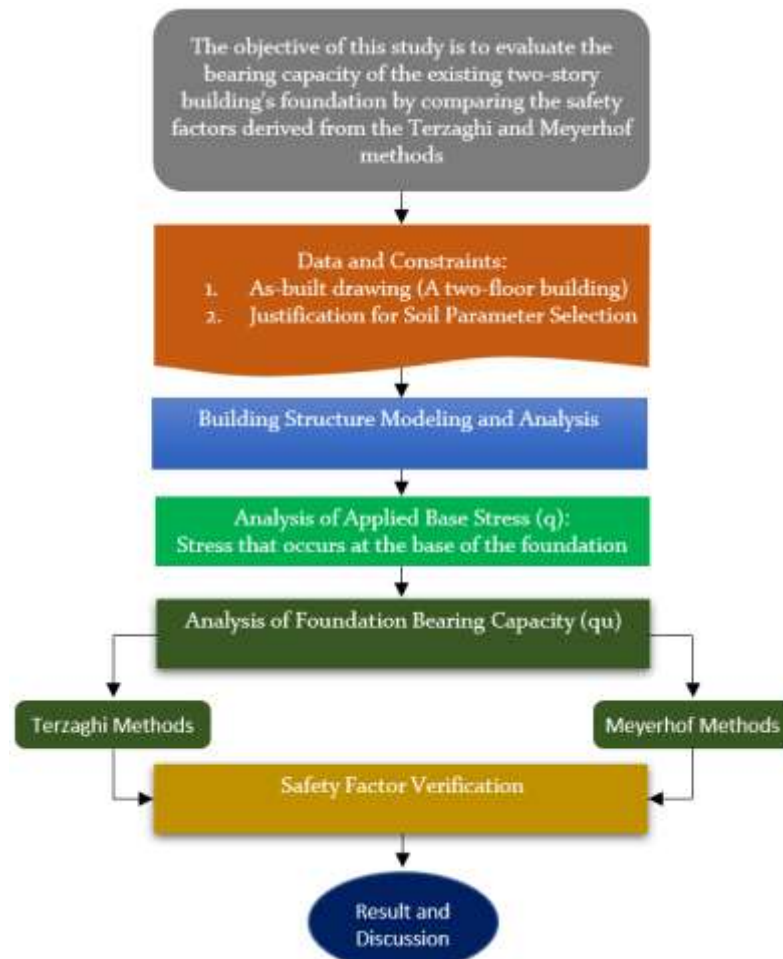 The objective of this study is to evaluate the
bearing capacity of the existing two-story
building's foundation by comparing the safety
factors derived from the Terzaghi and Meyerhof
methods
Data and Constraints:
1. As-built drawing (A two-floor building)
2. Justification for Soil Parameter Selection
Building Structure Modeling and Analysis
Analysis of Applied Base Stress (q):
Stress that occurs at the base of the foundation
Analysis of Foundation Bearing Capacity (qu)
Terzaghi Methods
Meyerhof Methods
Safety Factor Verification
Result and
Discussion